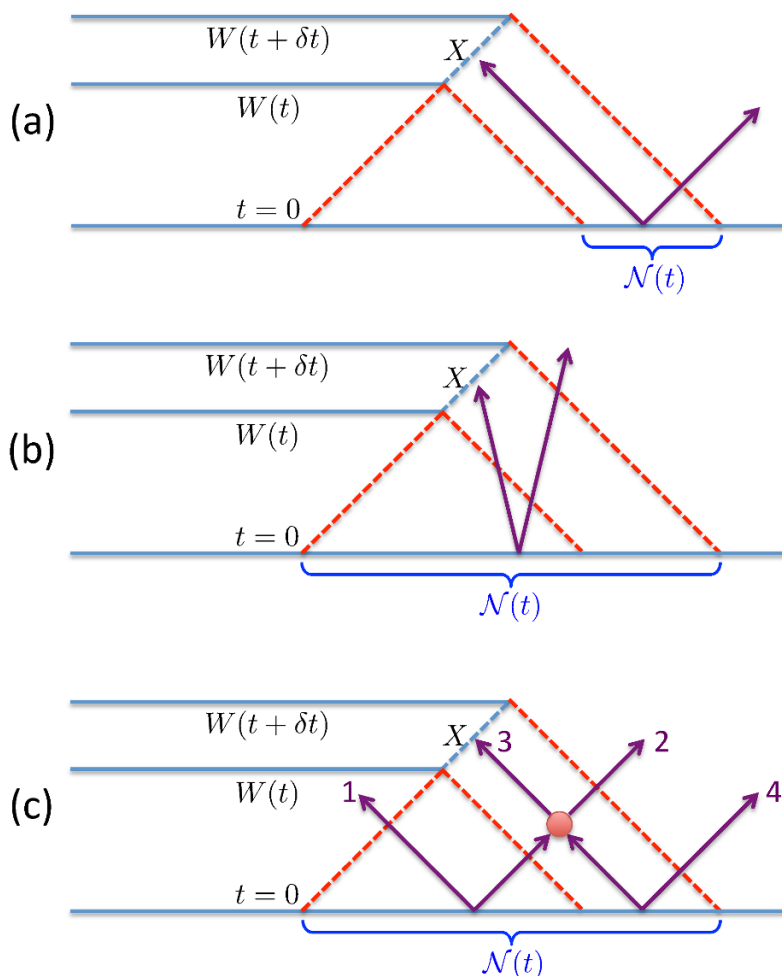 W(t + δt)
X
W(t)
(a)
t = 0
𝒩(t)
W(t + δt)
X
W(t)
(b)
t = 0
𝒩(t)
W(t + δt)
X
3
2
W(t)
1
4
(c)
t = 0
𝒩(t)